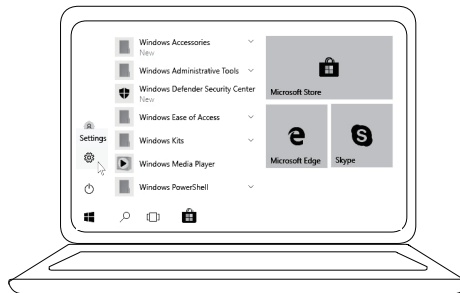 Windows Accessories
New
Windows Administrative Tools
Windows Defender Security Center
New
Windows Ease of Access
Windows Kits
Windows Media Player
Windows PowerShell
Settings
Microsoft Store
Microsoft Edge
Skype